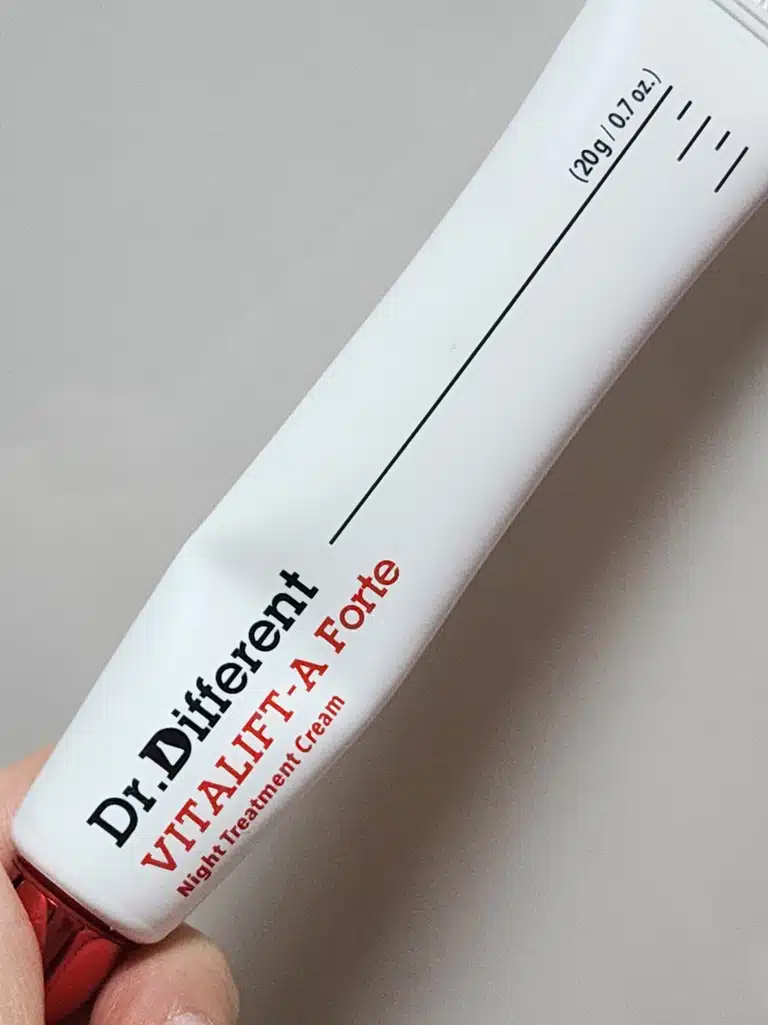 Dr.Different
VITALIFT-A Forte
Night Treatment Cream
(20g / 0.7 oz.)